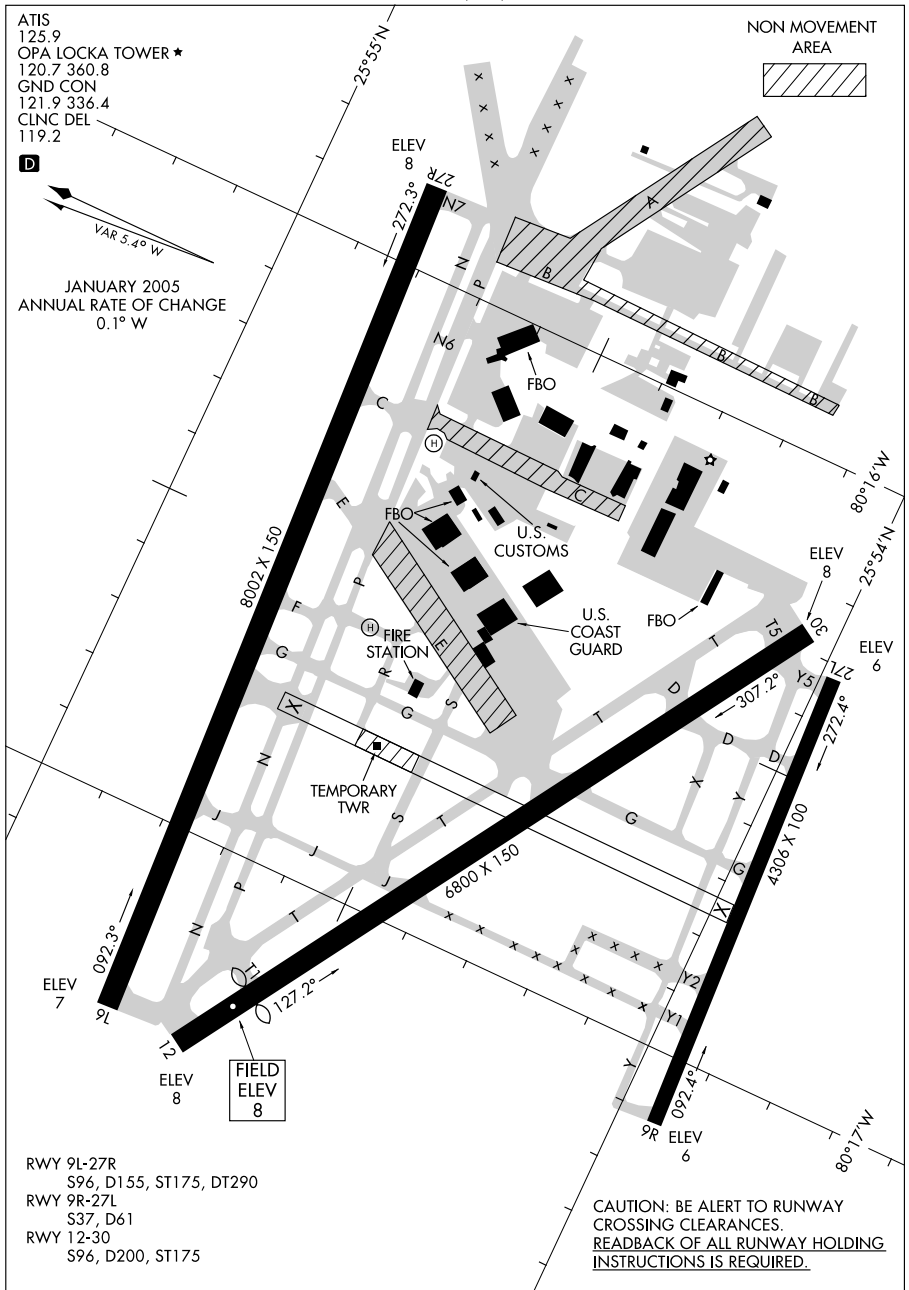 ATIS
125.9
OPA LOCKA TOWER ★
120.7 360.8
GND CON
121.9 336.4
CLNC DEL
119.2
D
VAR 5.4° W
JANUARY 2005
ANNUAL RATE OF CHANGE
0.1° W
25°55'N
NON MOVEMENT
AREA
ELEV
8
27R
272.3°
N7
N
P
A
B
B
B
N6
FBO
C
H
C
80°16'W
25°54'N
E
FBO
U.S.
CUSTOMS
8002 X 150
P
F
H
FIRE
STATION
E
U.S.
COAST
GUARD
FBO
ELEV
8
30
T5
T
ELEV
6
27L
Y5
G
R
G
S
D
307.2°
272.4°
X
T
D
D
N
TEMPORARY
TWR
X
Y
J
S
T
G
J
J
6800 X 150
G
4306 X 100
P
T
X
N
092.3°
T1
127.2°
Y2
Y1
ELEV
7
9L
12
ELEV
8
FIELD
ELEV
8
Y
092.4°
9R
ELEV
6
80°17'W
RWY 9L-27R
S96, D155, ST175, DT290
RWY 9R-27L
S37, D61
RWY 12-30
S96, D200, ST175
CAUTION: BE ALERT TO RUNWAY
CROSSING CLEARANCES.
READBACK OF ALL RUNWAY HOLDING
INSTRUCTIONS IS REQUIRED.